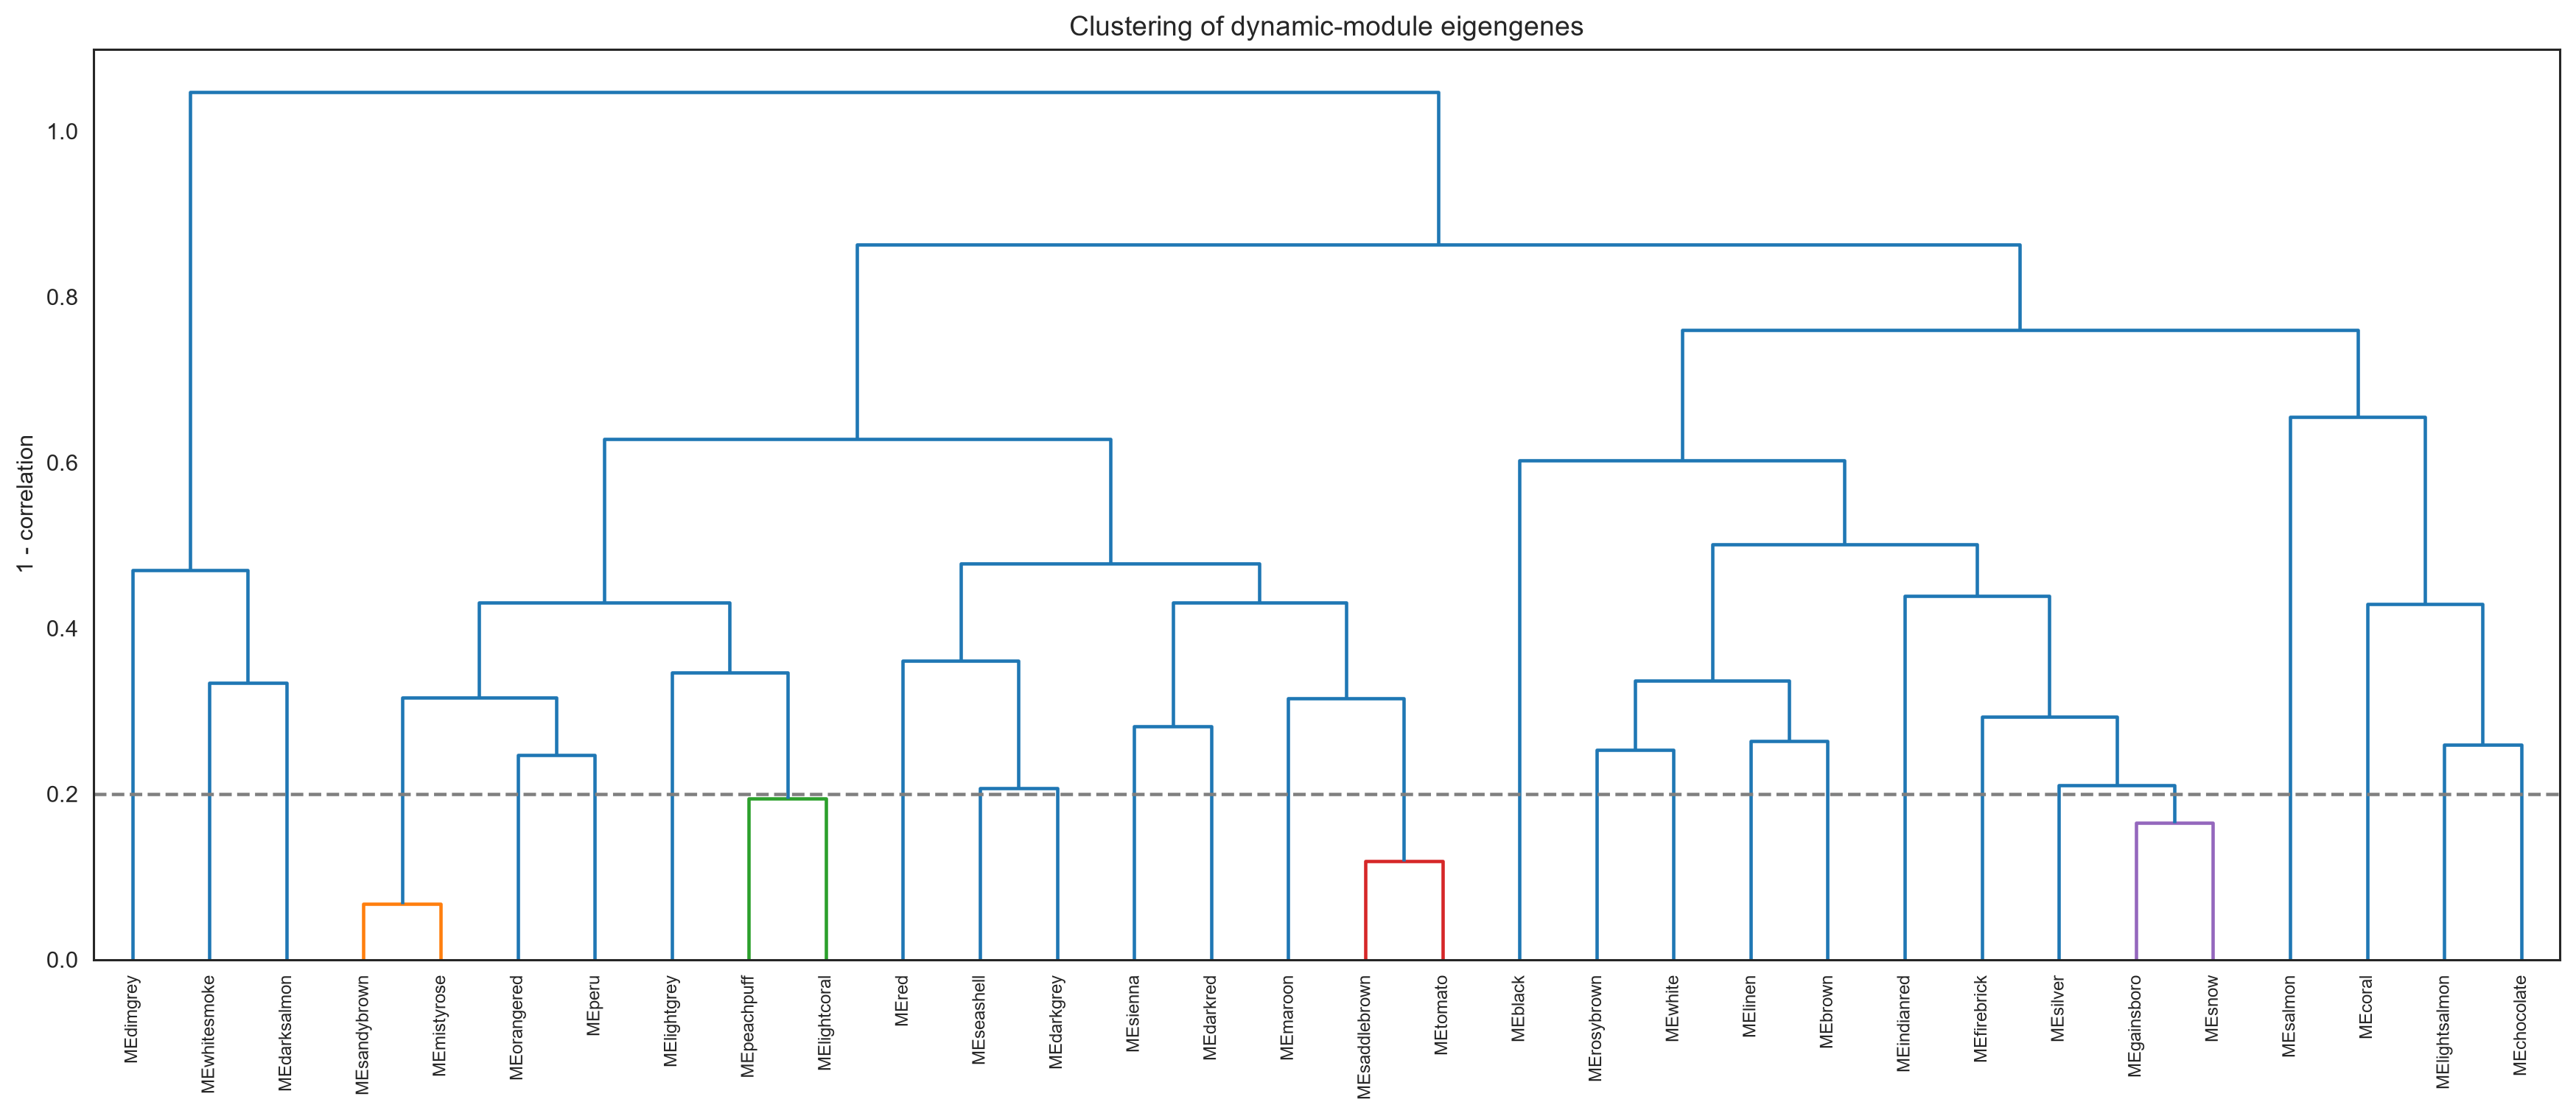 Clustering of dynamic-module eigengenes
1 - correlation
1.0
0.8
0.6
0.4
0.2
0.0
MEdimgrey
MEwhitesmoke
MEdarksalmon
MEsandybrown
MEmistyrose
MEorangered
MEperu
MElightgrey
MEpeachpuff
MElightcoral
MEred
MEseashell
MEdarkgrey
MEsienna
MEdarkred
MEmaroon
MEsaddlebrown
MEtomato
MEblack
MErosybrown
MEwhite
MElinen
MEbrown
MEindianred
MEfirebrick
MEsilver
MEgainsboro
MEsnow
MEsalmon
MEcoral
MElightsalmon
MEchocolate